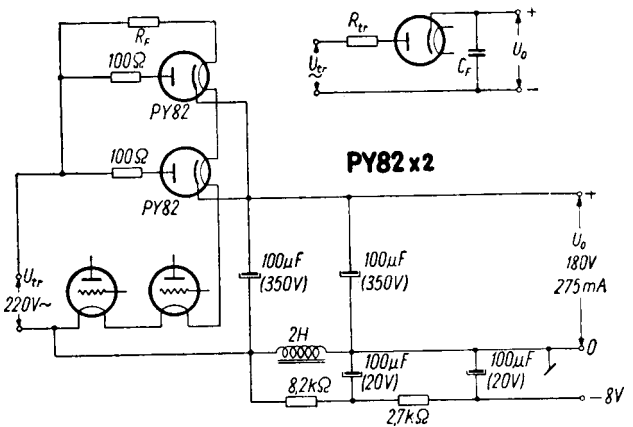 R_F
100Ω
PY82
100Ω
PY82
U_tr
220V~
R_tr
U_tr
~
C_F
U_o
+
−
PY82 x 2
+
100µF
(350V)
100µF
(350V)
U_o
180V
275mA
2H
0
100µF
(20V)
100µF
(20V)
8,2kΩ
2,7kΩ
−8V